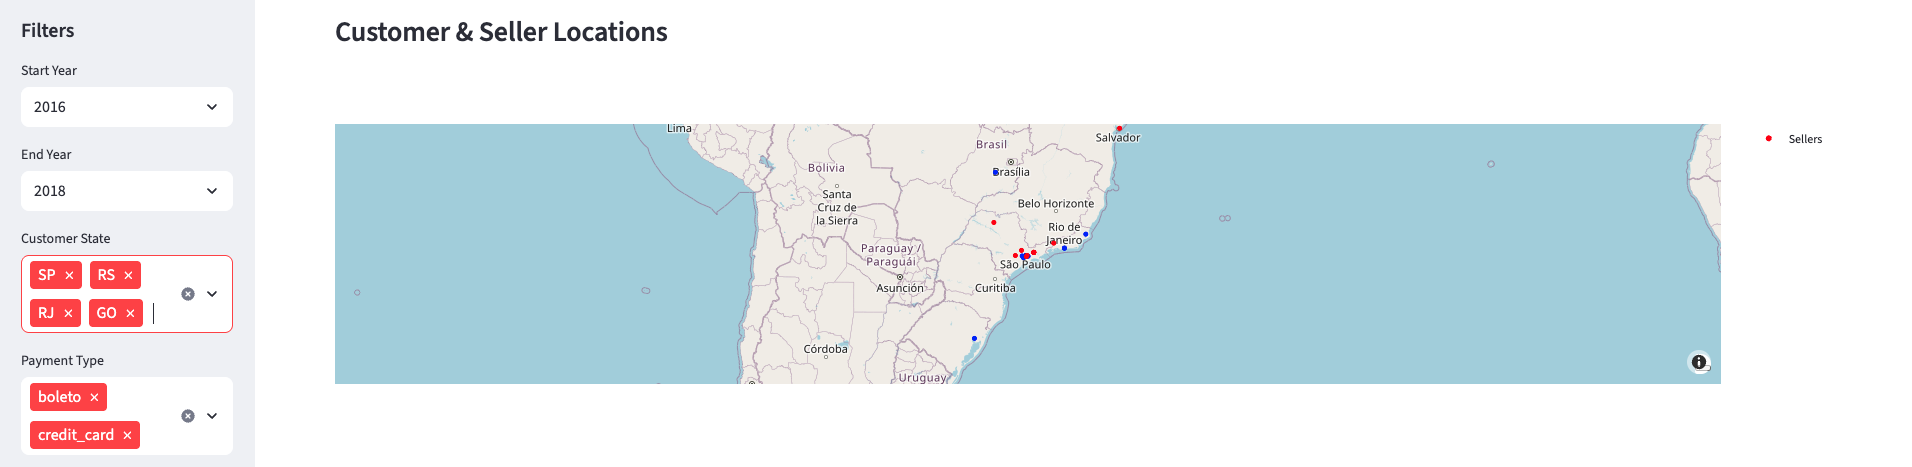 Filters
Start Year
2016
End Year
2018
Customer State
SP × RS ×
RJ × GO ×
Payment Type
boleto ×
credit_card ×
Customer & Seller Locations
Lima
Salvador
Brasil
Bolivia
Brasília
Santa
Cruz de
la Sierra
Belo Horizonte
Rio de
Janeiro
Paraguay /
Paraguái
São Paulo
Asunción
Curitiba
Córdoba
Uruguay
Sellers